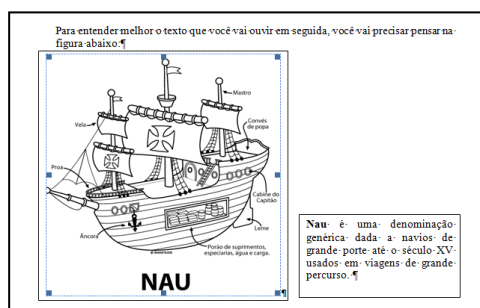 Para entender melhor o texto que você vai ouvir em seguida, você vai precisar pensar na
figura abaixo:¶
Mastro
Vela
Convés
de popa
Proa
Cabine do
Capitão
Âncora
Leme
Porão de suprimentos,
especiarias, água e carga.
NAU
¶
Nau é uma denominação
genérica dada a navios de
grande porte até o século XV
usados em viagens de grande
percurso.¶